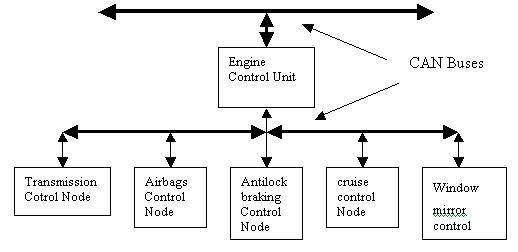 Engine
Control Unit
CAN Buses
Transmission
Cotrol Node
Airbags
Control
Node
Antilock
braking
Control
Node
cruise
control
Node
Window
mirror
control